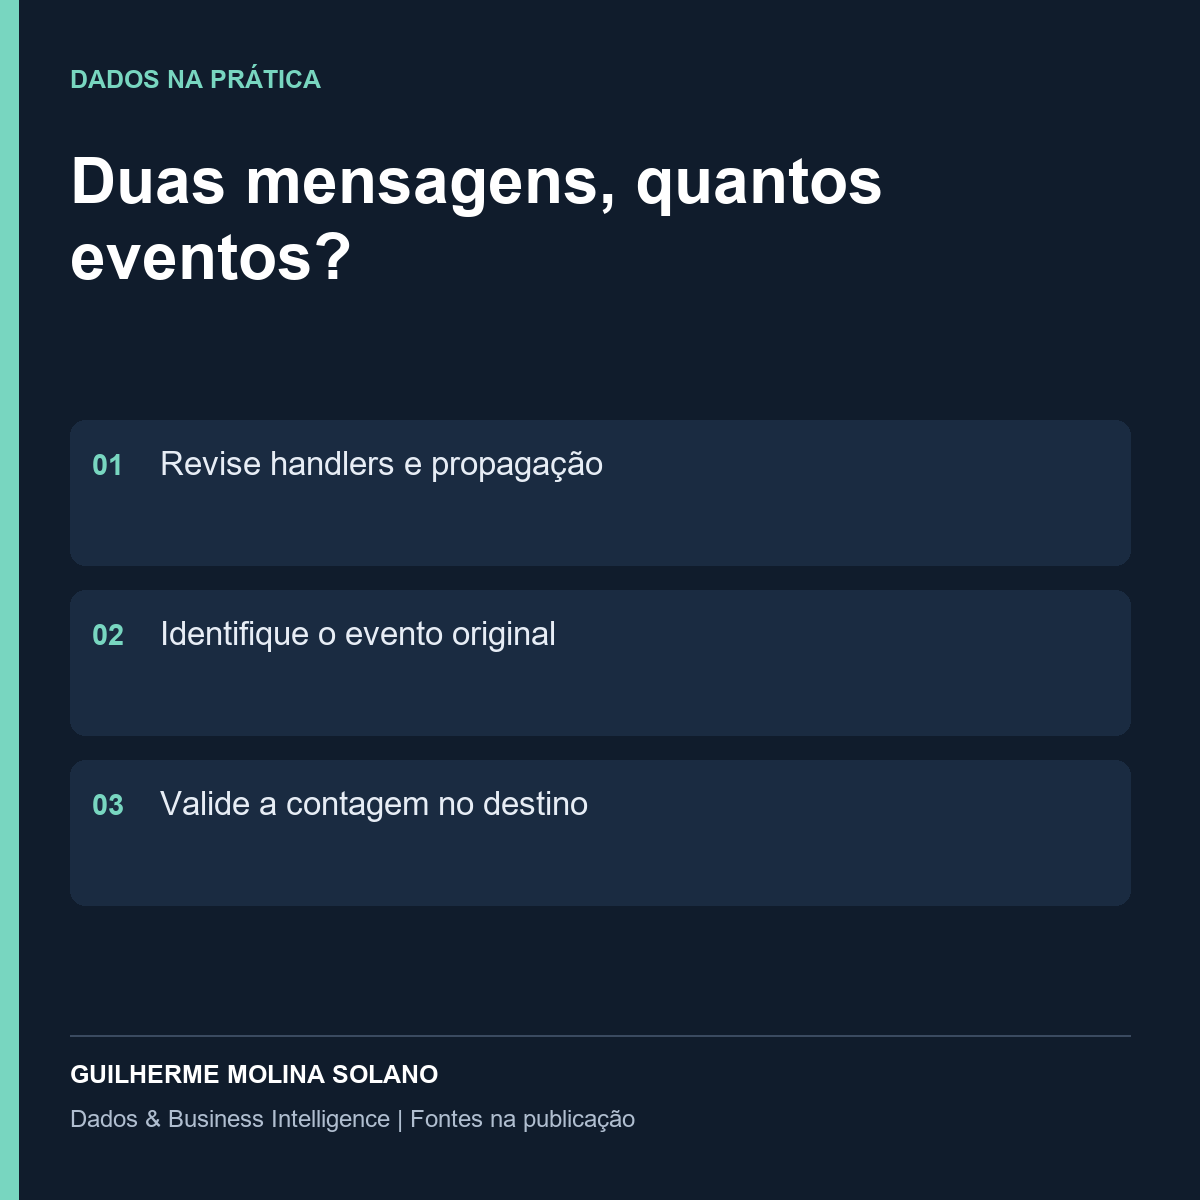 DADOS NA PRÁTICA
Duas mensagens, quantos
eventos?
01 Revise handlers e propagação
02 Identifique o evento original
03 Valide a contagem no destino
GUILHERME MOLINA SOLANO
Dados & Business Intelligence | Fontes na publicação